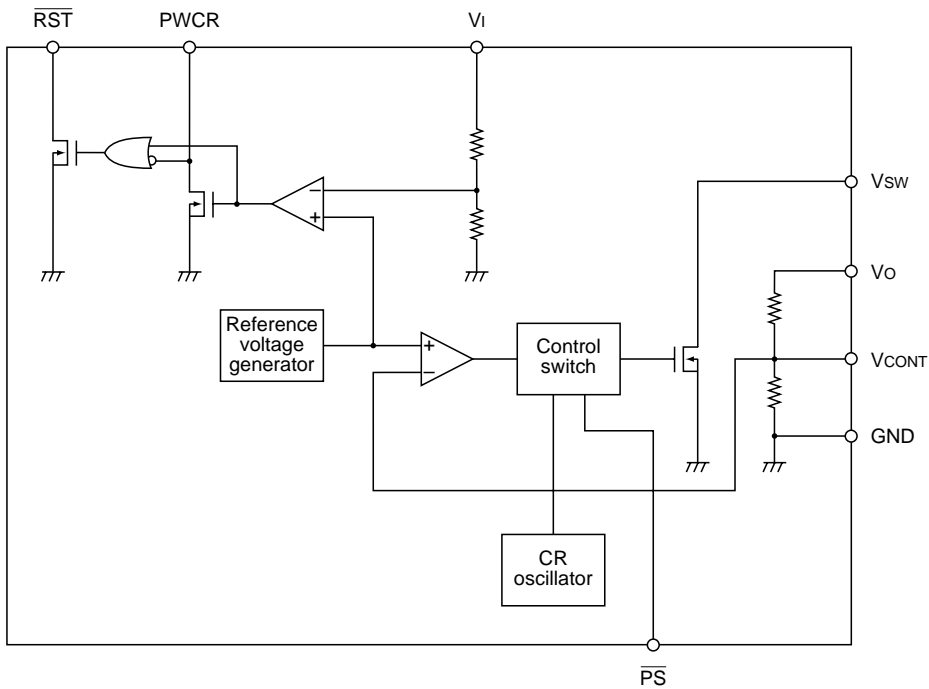 RST PWCR VI
VSW
VO
VCONT
GND
Reference
voltage
generator
− +
+ −
Control
switch
CR
oscillator
PS